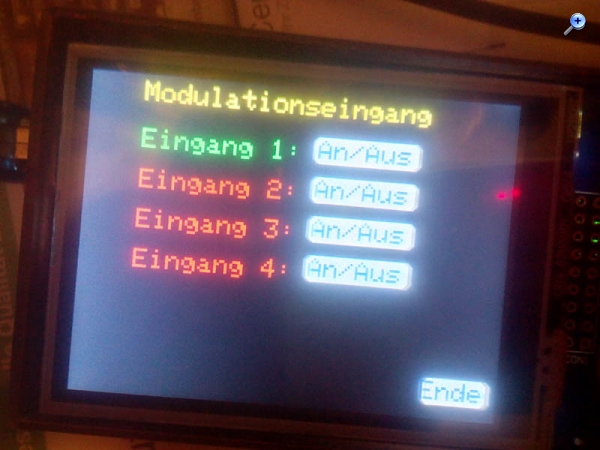 Modulationseingang
Eingang 1: An/Aus
Eingang 2: An/Aus
Eingang 3: An/Aus
Eingang 4: An/Aus
Ende